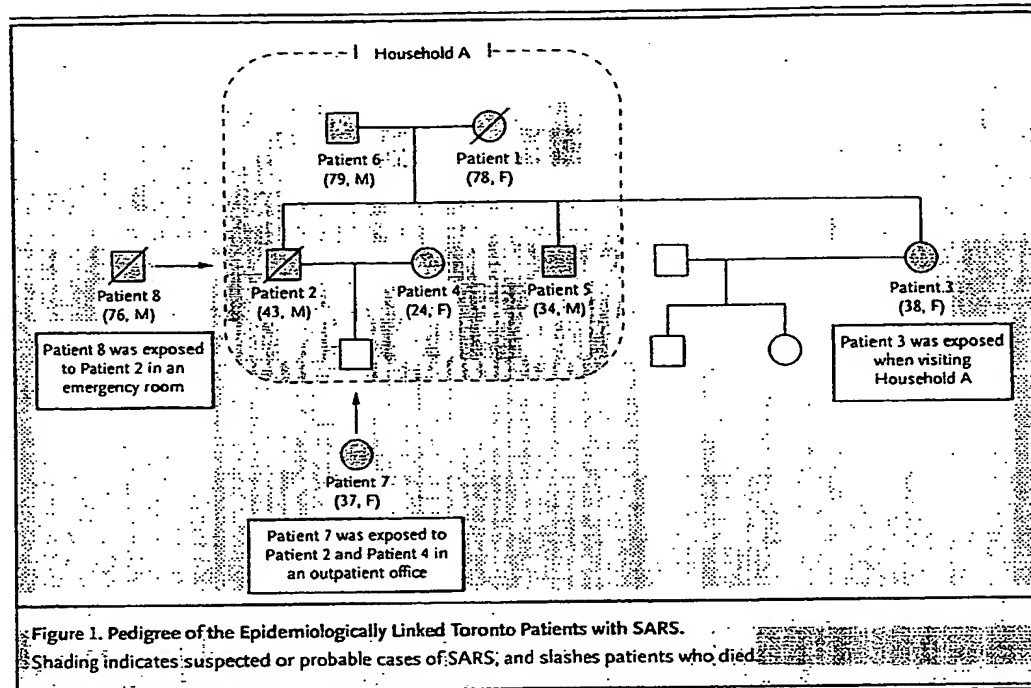 Household A
Patient 6
(79, M)
Patient 1
(78, F)
Patient 8
(76, M)
Patient 2
(43, M)
Patient 4
(24, F)
Patient 5
(34, M)
Patient 3
(38, F)
Patient 8 was exposed
to Patient 2 in an
emergency room
Patient 3 was exposed
when visiting
Household A
Patient 7
(37, F)
Patient 7 was exposed to
Patient 2 and Patient 4 in
an outpatient office
Figure 1. Pedigree of the Epidemiologically Linked Toronto Patients with SARS.
Shading indicates suspected or probable cases of SARS, and slashes patients who died.